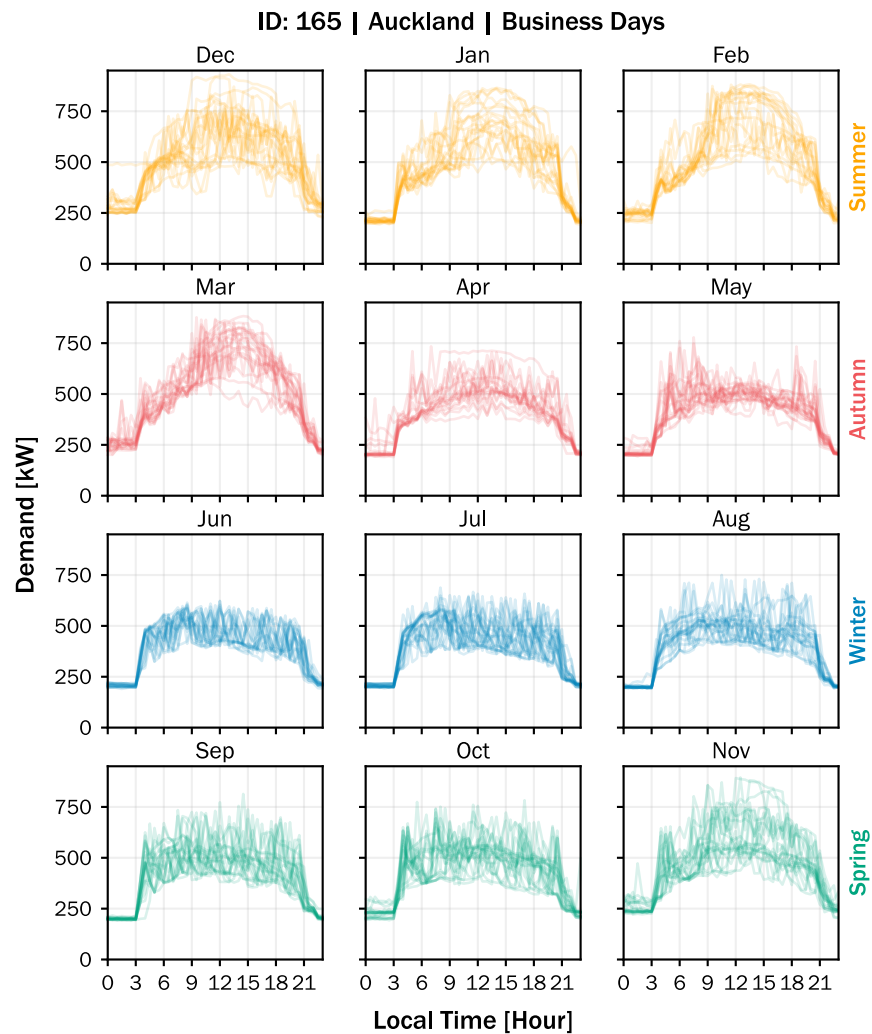 ID: 165 | Auckland | Business Days
Dec Jan Feb
750
500
250
0
Summer
Mar Apr May
750
500
250
0
Autumn
Demand [kW]
Jun Jul Aug
750
500
250
0
Winter
Sep Oct Nov
750
500
250
0
Spring
0 3 6 9 12 15 18 21 0 3 6 9 12 15 18 21 0 3 6 9 12 15 18 21
Local Time [Hour]